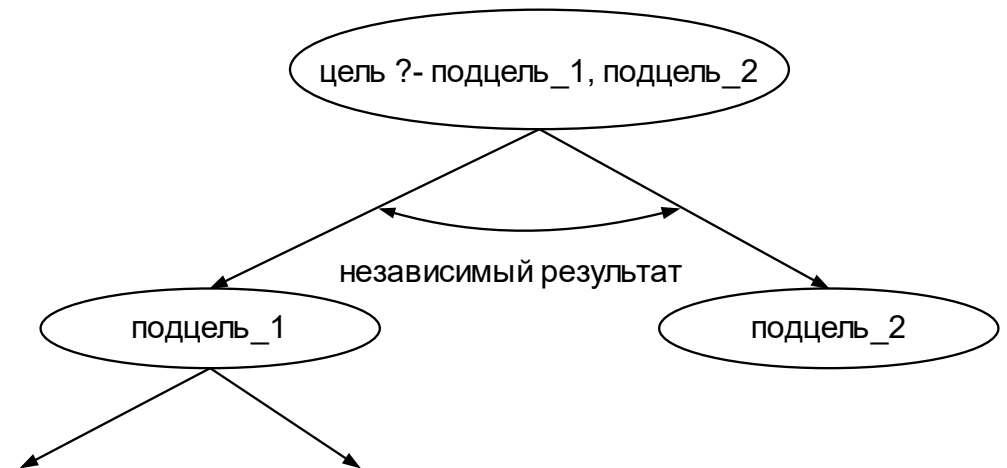 цель ?- подцель_1, подцель_2
независимый результат
подцель_1
подцель_2